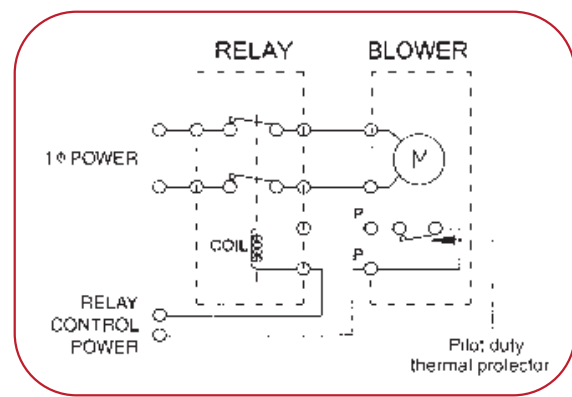 RELAY
BLOWER
1Φ POWER
M
P
COIL
P
RELAY
CONTROL
POWER
Pilot duty
thermal protector